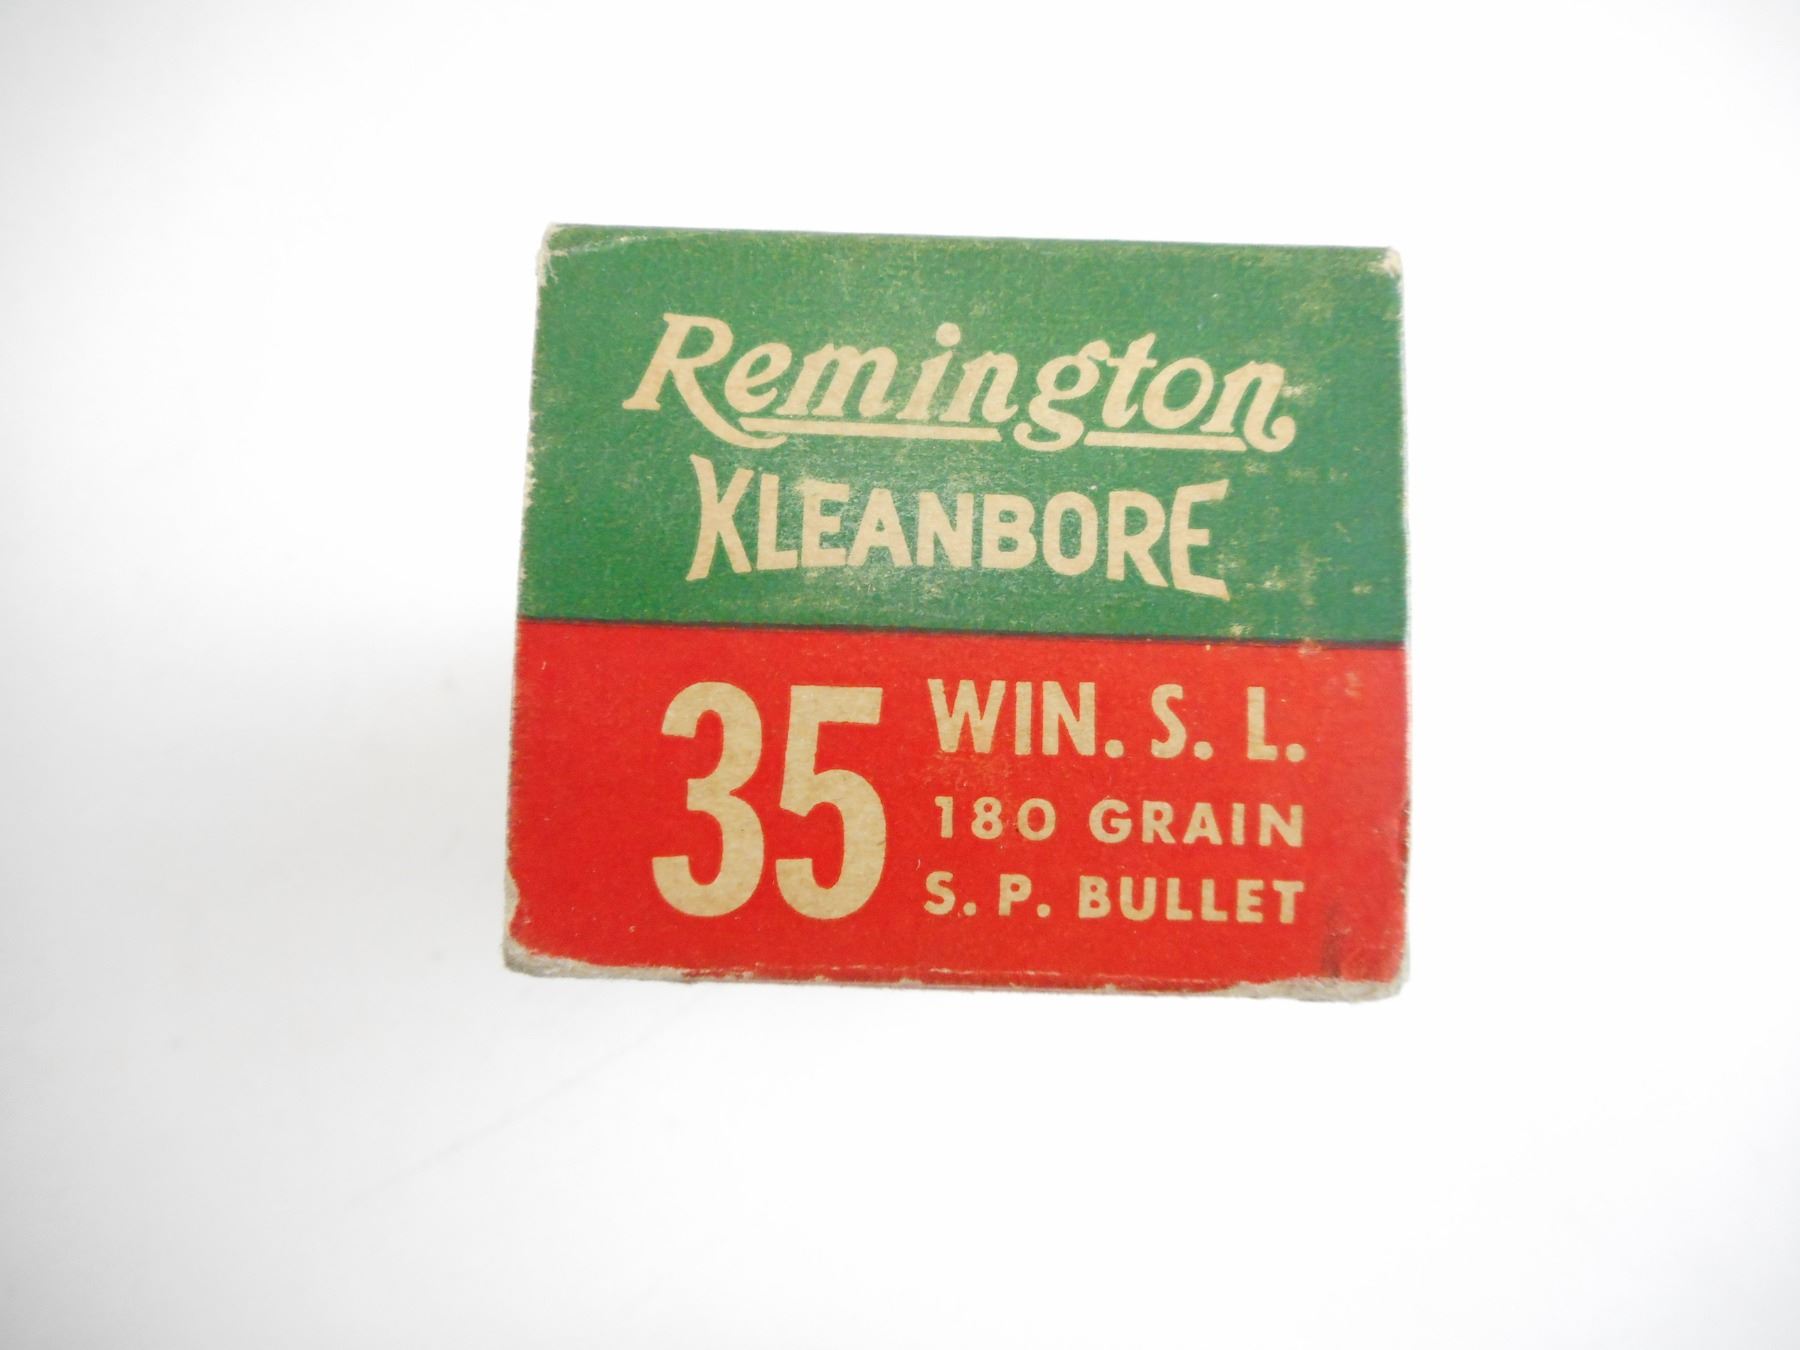 Remington
KLEANBORE
35 WIN. S. L.
180 GRAIN
S. P. BULLET